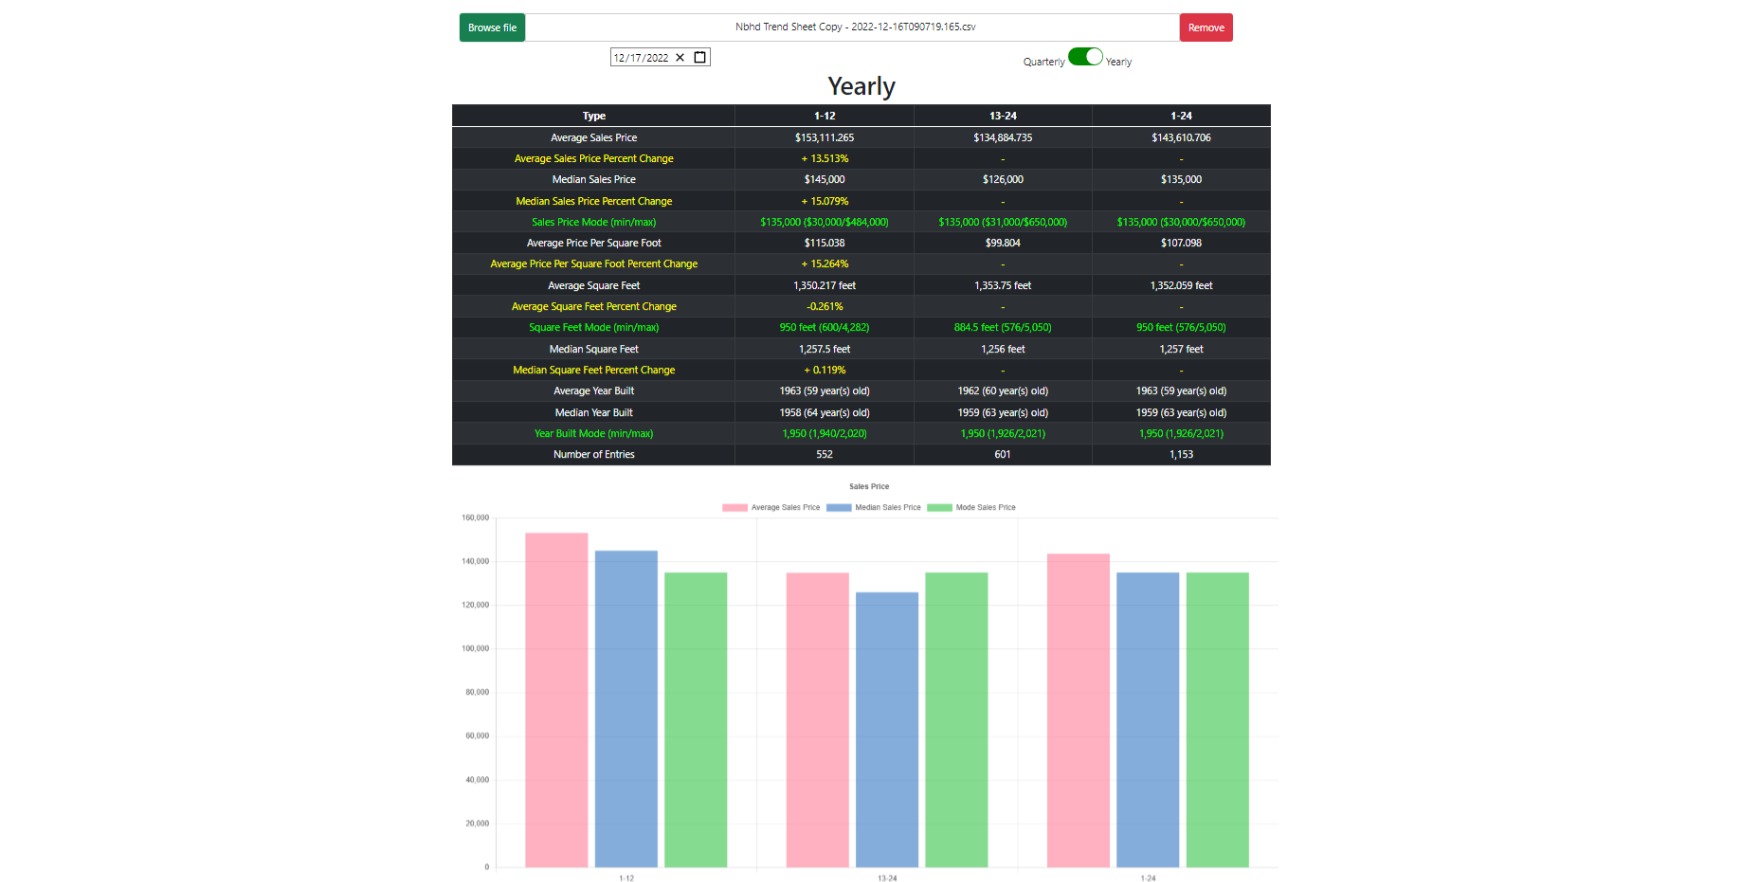 Browse file Nbhd Trend Sheet Copy - 2022-12-16T090719.165.csv Remove
12/17/2022 Quarterly Yearly
Yearly
Type 1-12 13-24 1-24
Average Sales Price $153,111.265 $134,884.735 $143,610.706
Average Sales Price Percent Change + 13.513% - -
Median Sales Price $145,000 $126,000 $135,000
Median Sales Price Percent Change + 15.079% - -
Sales Price Mode (min/max) $135,000 ($30,000/$484,000) $135,000 ($31,000/$650,000) $135,000 ($30,000/$650,000)
Average Price Per Square Foot $115.038 $99.804 $107.098
Average Price Per Square Foot Percent Change + 15.264% - -
Average Square Feet 1,350.217 feet 1,353.75 feet 1,352.059 feet
Average Square Feet Percent Change -0.261% - -
Square Feet Mode (min/max) 950 feet (600/4,282) 884.5 feet (576/5,050) 950 feet (576/5,050)
Median Square Feet 1,257.5 feet 1,256 feet 1,257 feet
Median Square Feet Percent Change + 0.119% - -
Average Year Built 1963 (59 year(s) old) 1962 (60 year(s) old) 1963 (59 year(s) old)
Median Year Built 1958 (64 year(s) old) 1959 (63 year(s) old) 1959 (63 year(s) old)
Year Built Mode (min/max) 1,950 (1,940/2,020) 1,950 (1,926/2,021) 1,950 (1,926/2,021)
Number of Entries 552 601 1,153
Sales Price
Average Sales Price Median Sales Price Mode Sales Price
160,000
140,000
120,000
100,000
80,000
60,000
40,000
20,000
0
1-12 13-24 1-24